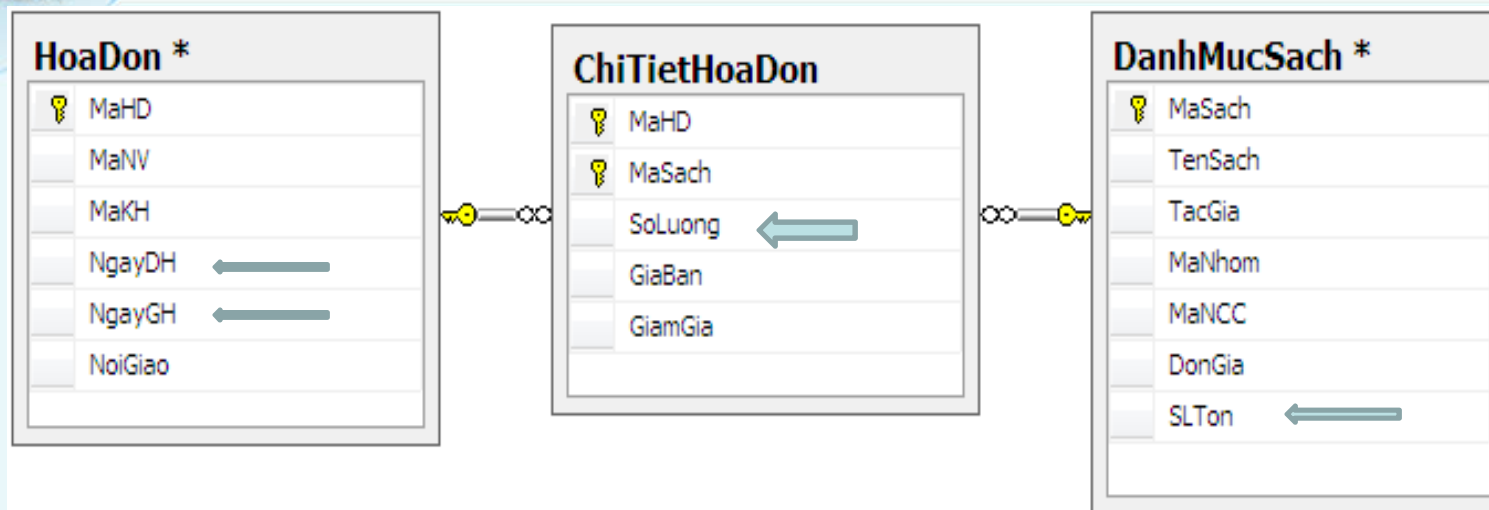 HoaDon *
MaHD
MaNV
MaKH
NgayDH
NgayGH
NoiGiao
ChiTietHoaDon
MaHD
MaSach
SoLuong
GiaBan
GiamGia
DanhMucSach *
MaSach
TenSach
TacGia
MaNhom
MaNCC
DonGia
SLTon